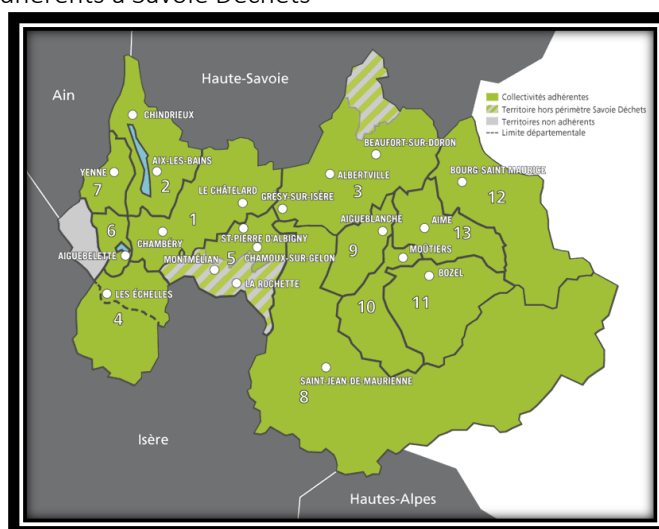 adhérents à Savoie Déchets
Haute-Savoie
Ain
Collectivités adhérentes
Territoire hors périmètre Savoie Déchets
Territoires non adhérents
Limite départementale
CHINDRIEUX
BEAUFORT-SUR-DORON
AIX-LES-BAINS
2
YENNE
7
ALBERTVILLE
3
BOURG-SAINT-MAURICE
12
LE CHÂTELARD
GRÉSY-SUR-ISÈRE
1
6
CHAMBÉRY
ST-PIERRE D'ALBIGNY
AIGUEBLANCHE
AIME
13
9
AIGUEBELETTE
MONTMÉLIAN
5
CHAMOUX-SUR-GELON
MOÛTIERS
LA ROCHETTE
BOZEL
LES ÉCHELLES
4
10
11
SAINT-JEAN-DE-MAURIENNE
8
Isère
Hautes-Alpes